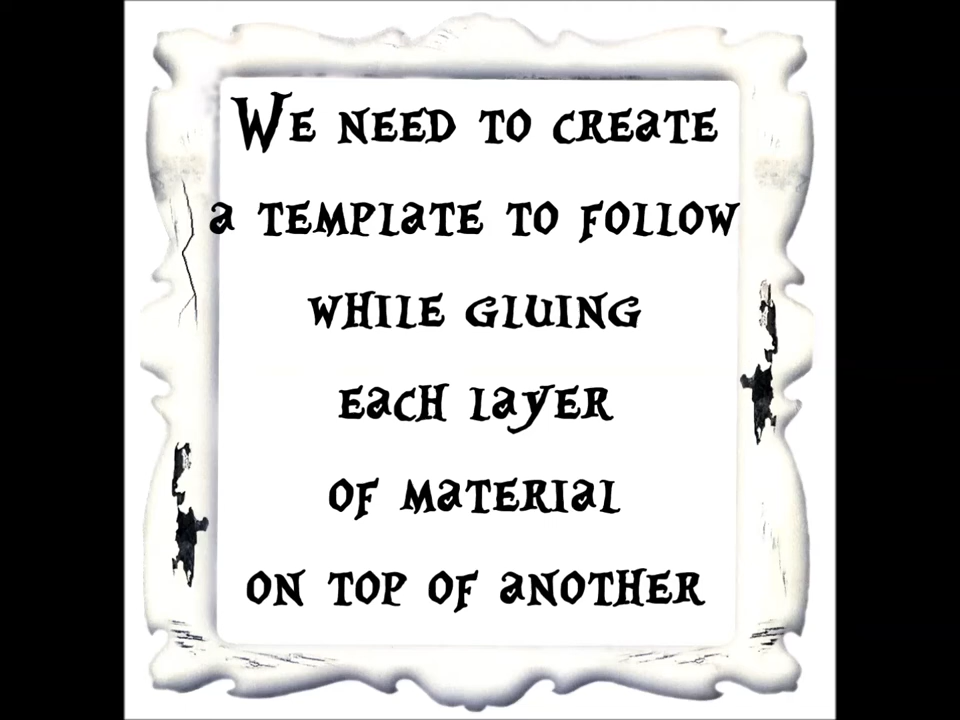 We need to create
a template to follow
while gluing
each layer
of material
on top of another